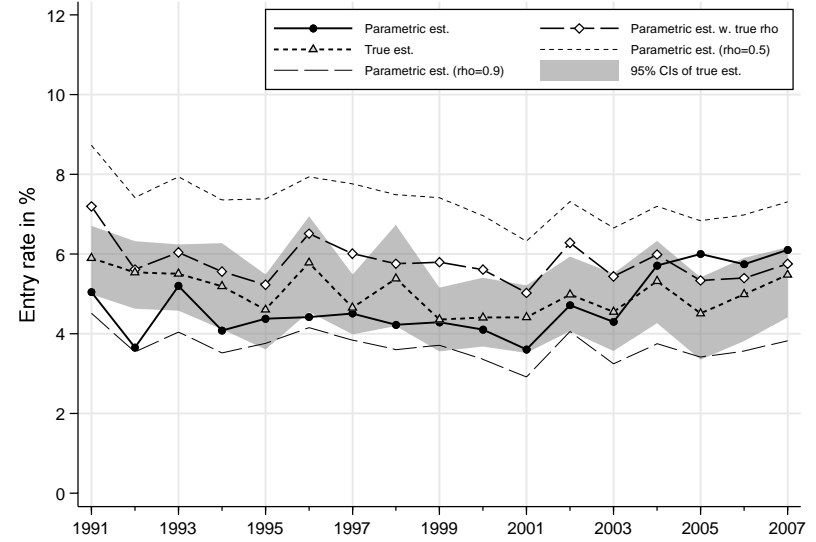 Parametric est.
True est.
Parametric est. (rho=0.9)
Parametric est. w. true rho
Parametric est. (rho=0.5)
95% CIs of true est.
Entry rate in %
12
10
8
6
4
2
0
1991 1993 1995 1997 1999 2001 2003 2005 2007